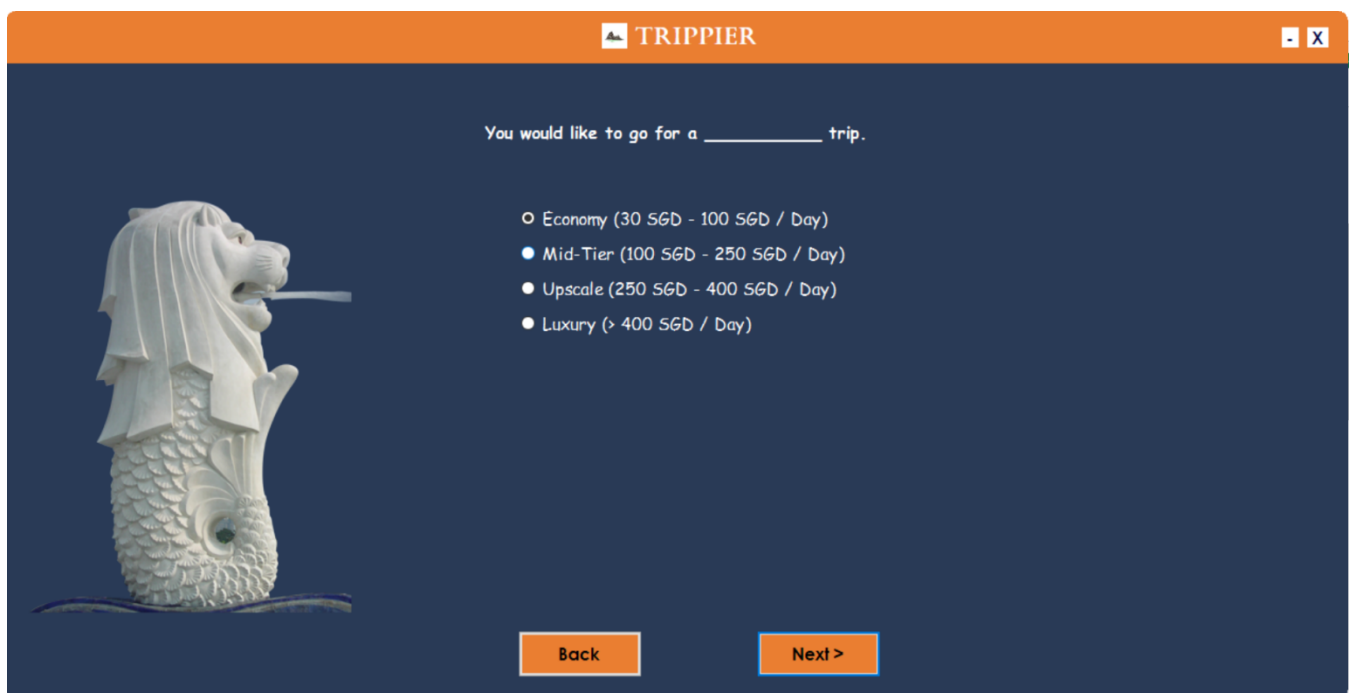 TRIPPIER
- X
You would like to go for a ____________ trip.
Economy (30 SGD - 100 SGD / Day)
Mid-Tier (100 SGD - 250 SGD / Day)
Upscale (250 SGD - 400 SGD / Day)
Luxury (> 400 SGD / Day)
Back
Next >